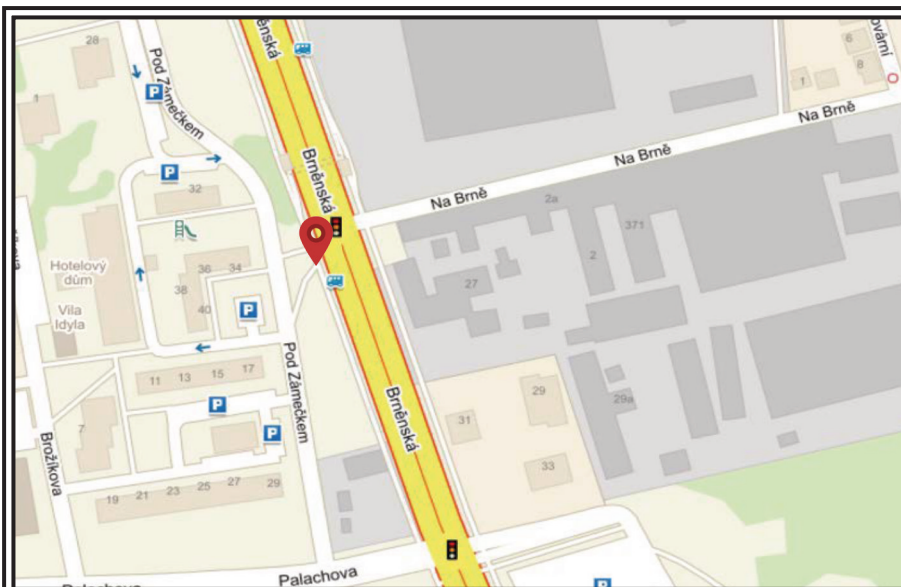 Brněnská
28
Pod Zámečkem
P
1
6
8
1
ovární
Na Brně
Na Brně
Na Brně
Brněnská
P
32
2a
371
2
36
34
38
40
27
Hotelový
dům
Vila
Idyla
P
Pod Zámečkem
11
13
15
17
29
29a
31
33
Brněnská
P
7
P
Brožíkova
19
21
23
25
27
29
Palachova
Palachova
P